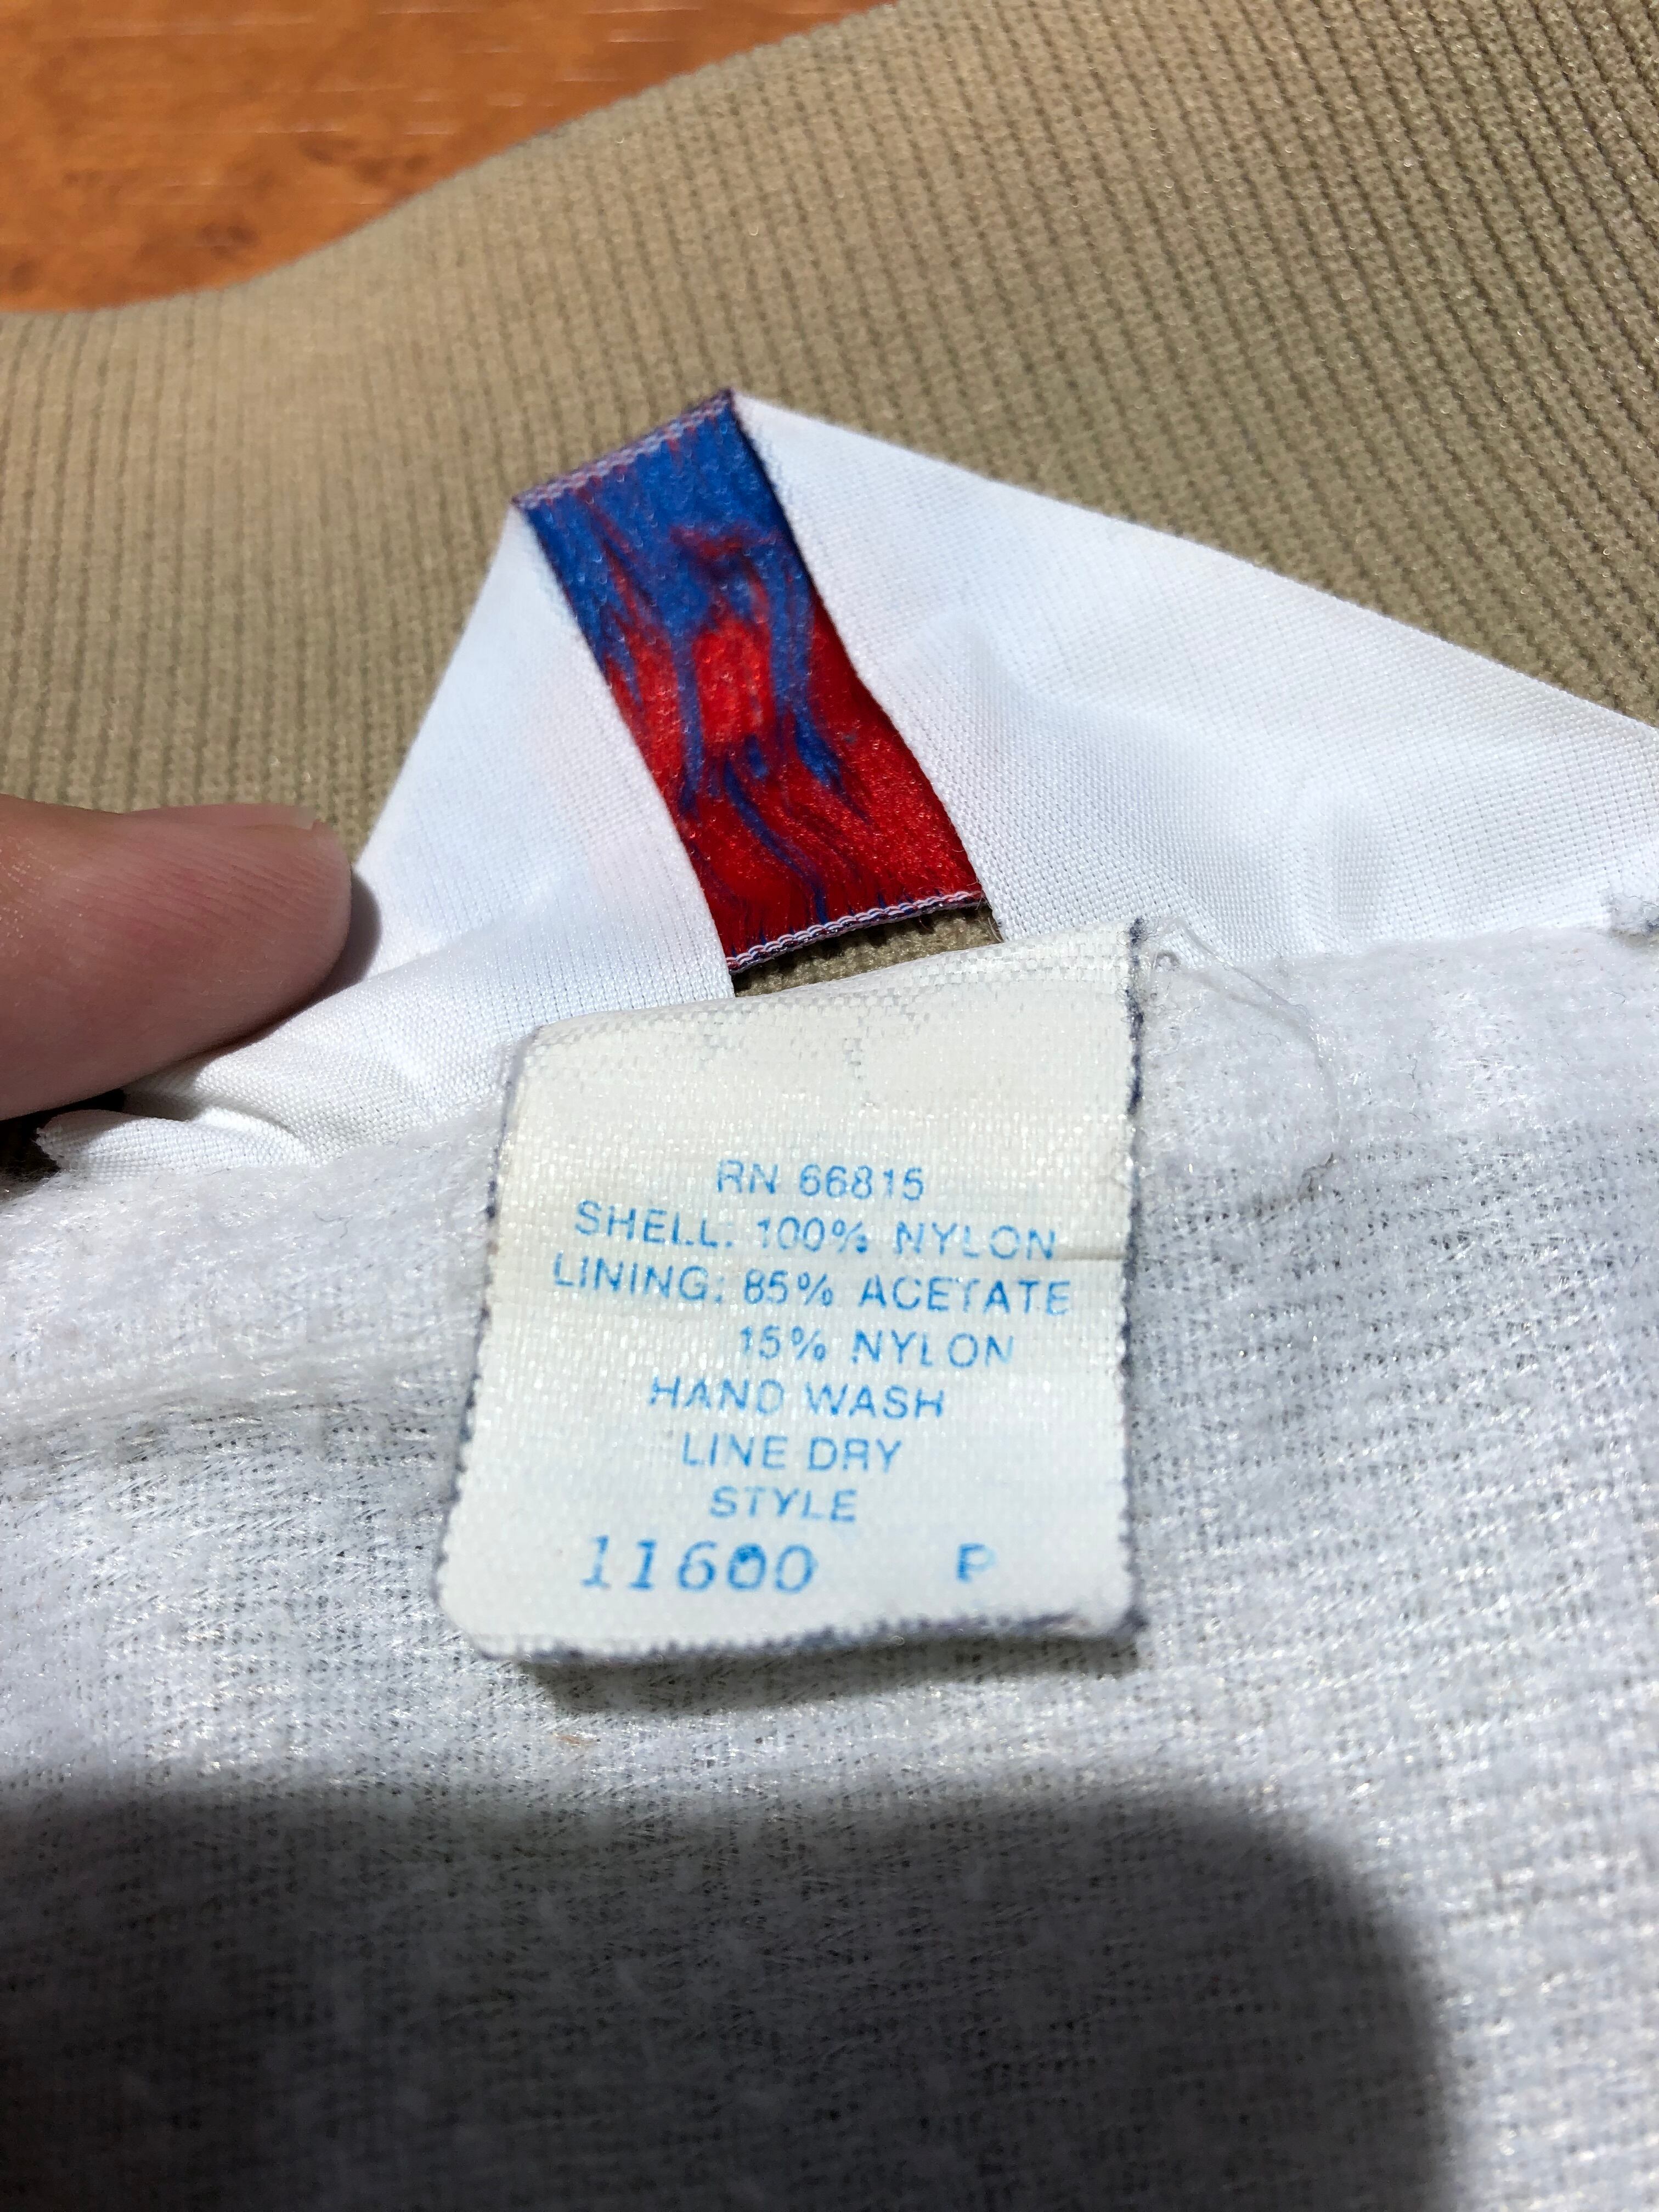 RN 66815
SHELL: 100% NYLON
LINING: 85% ACETATE
15% NYLON
HAND WASH
LINE DRY
STYLE
11600 P